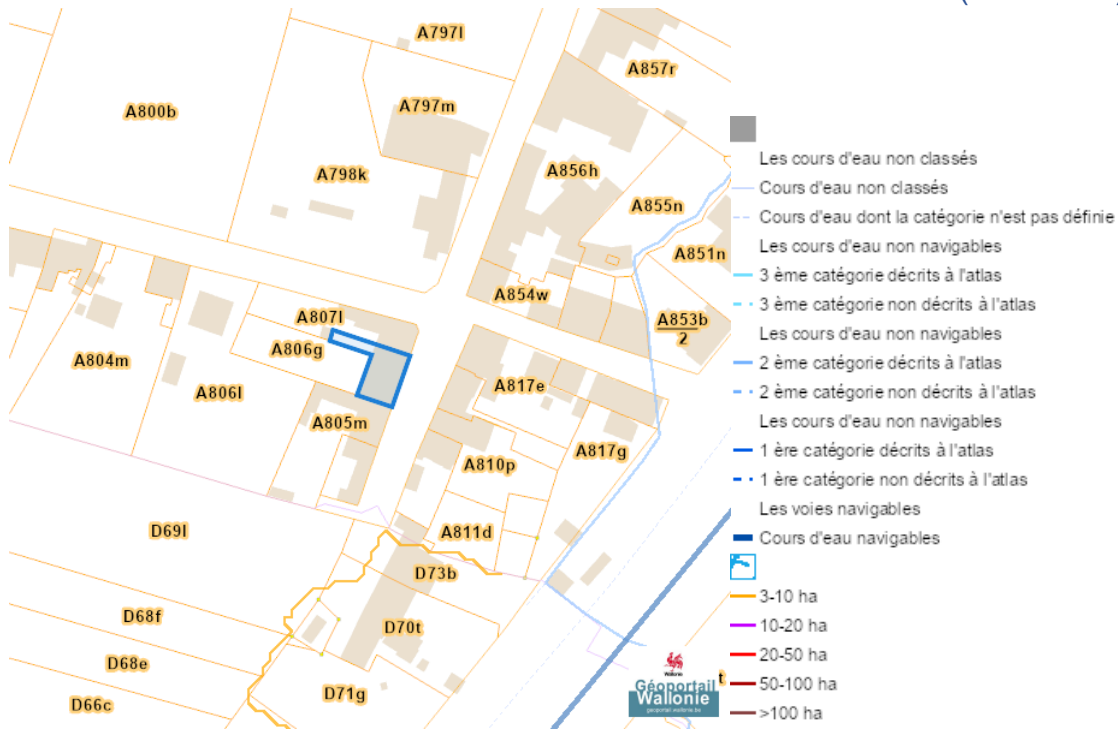 A797l
A857r
A797m
A800b
A856h
A798k
A855n
A851n
A854w
A807l
A853b
2
A806g
A804m
A817e
A806l
A805m
A817g
A810p
D69l
A811d
D73b
D68f
D70t
D68e
D71g
D66c
t
Wallonie
Géoportail
Wallonie
geoportail.wallonie.be
Les cours d'eau non classés
Cours d'eau non classés
Cours d'eau dont la catégorie n'est pas définie
Les cours d'eau non navigables
3 ème catégorie décrits à l'atlas
3 ème catégorie non décrits à l'atlas
Les cours d'eau non navigables
2 ème catégorie décrits à l'atlas
2 ème catégorie non décrits à l'atlas
Les cours d'eau non navigables
1 ère catégorie décrits à l'atlas
1 ère catégorie non décrits à l'atlas
Les voies navigables
Cours d'eau navigables
3-10 ha
10-20 ha
20-50 ha
50-100 ha
>100 ha